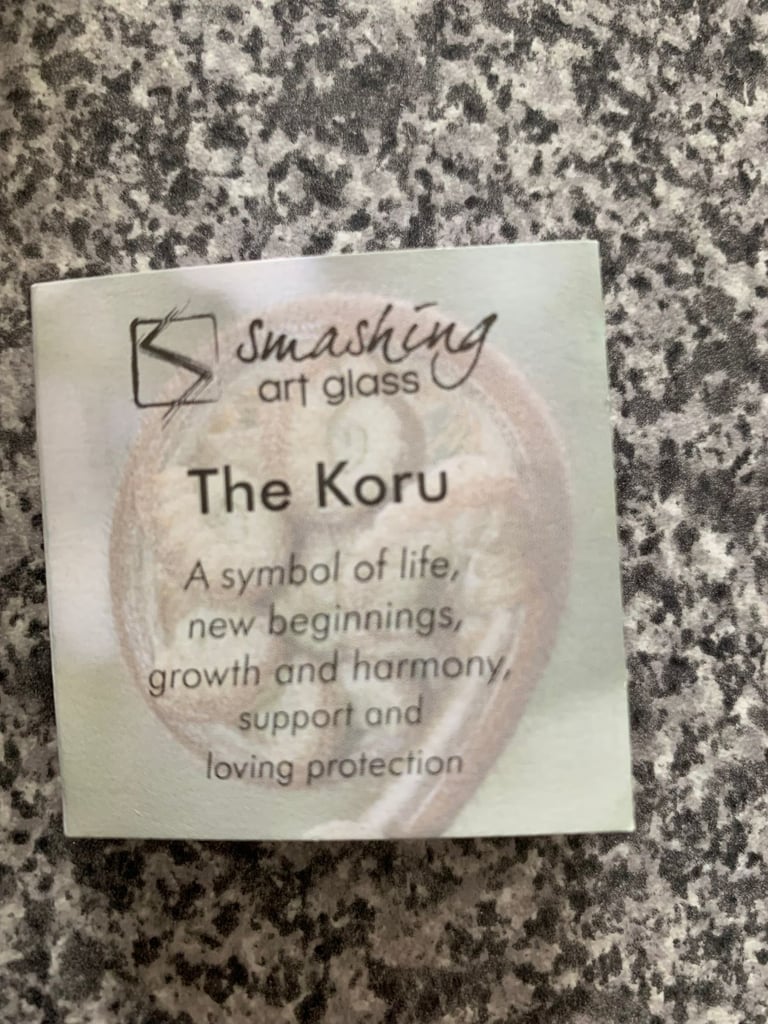 smashing
art glass
The Koru
A symbol of life,
new beginnings,
growth and harmony,
support and
loving protection